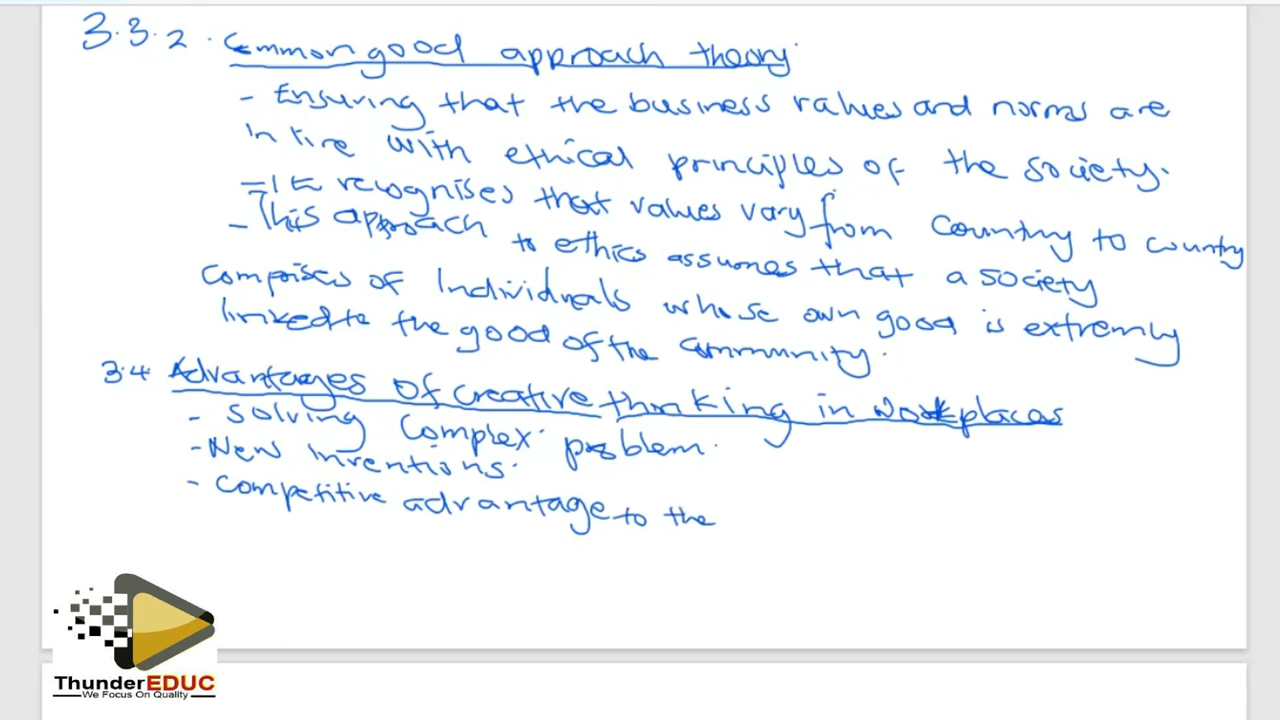 3.3.2. Common good approach theory
- Ensuring that the business values and norms are
in line with ethical principles of the society.
- It recognises that values vary from country to country
- This approach to ethics assumes that a society
comprises of Individuals whose own good is extremly
linked to the good of the community.
3.4 Advantages of creative thinking in workplaces
- Solving complex problem.
- New inventions.
- Competitive advantage to the
ThunderEDUC
We Focus On Quality